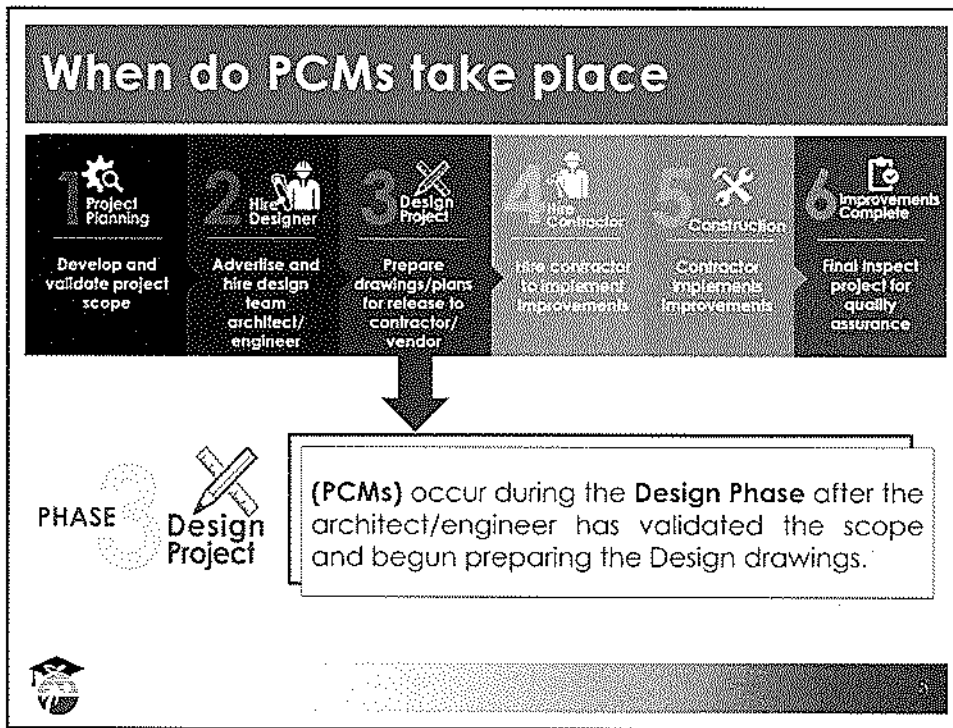 When do PCMs take place
1 Project
Planning
Develop and
validate project
scope
2 Hire
Designer
Advertise and
hire design
team
architect/
engineer
3 Design
Project
Prepare
drawings/plans
for release to
contractor/
vendor
4 Hire
Contractor
Hire contractor
to implement
Improvements
5 Construction
Contractor
Implements
Improvements
6 Improvements
Complete
Final inspect
project for
quality
assurance
PHASE 3 Design
Project
(PCMs) occur during the Design Phase after the
architect/engineer has validated the scope
and begun preparing the Design drawings.